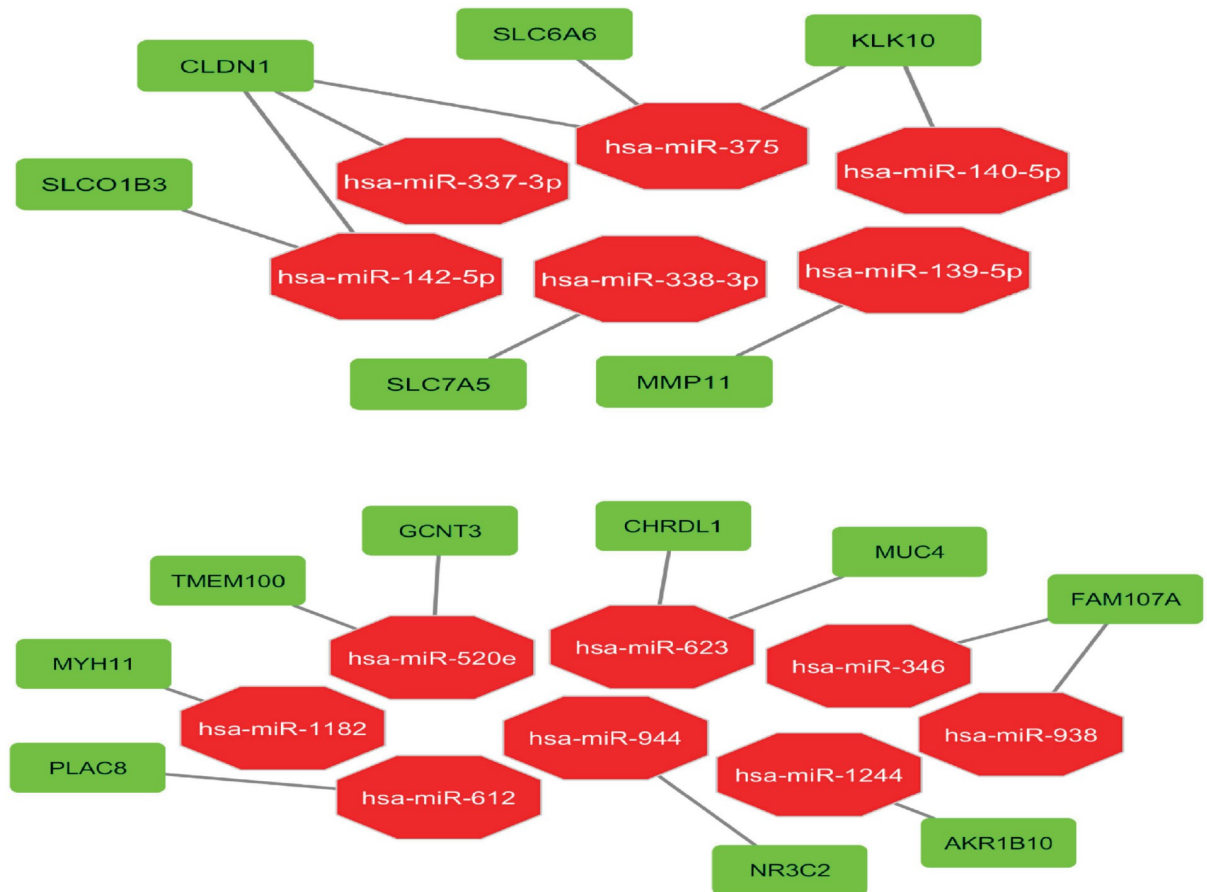 SLC6A6
KLK10
CLDN1
hsa-miR-375
hsa-miR-337-3p
hsa-miR-140-5p
SLCO1B3
hsa-miR-142-5p
hsa-miR-338-3p
hsa-miR-139-5p
SLC7A5
MMP11
GCNT3
CHRDL1
MUC4
TMEM100
FAM107A
MYH11
hsa-miR-520e
hsa-miR-623
hsa-miR-346
hsa-miR-1182
hsa-miR-944
hsa-miR-938
PLAC8
hsa-miR-612
hsa-miR-1244
AKR1B10
NR3C2